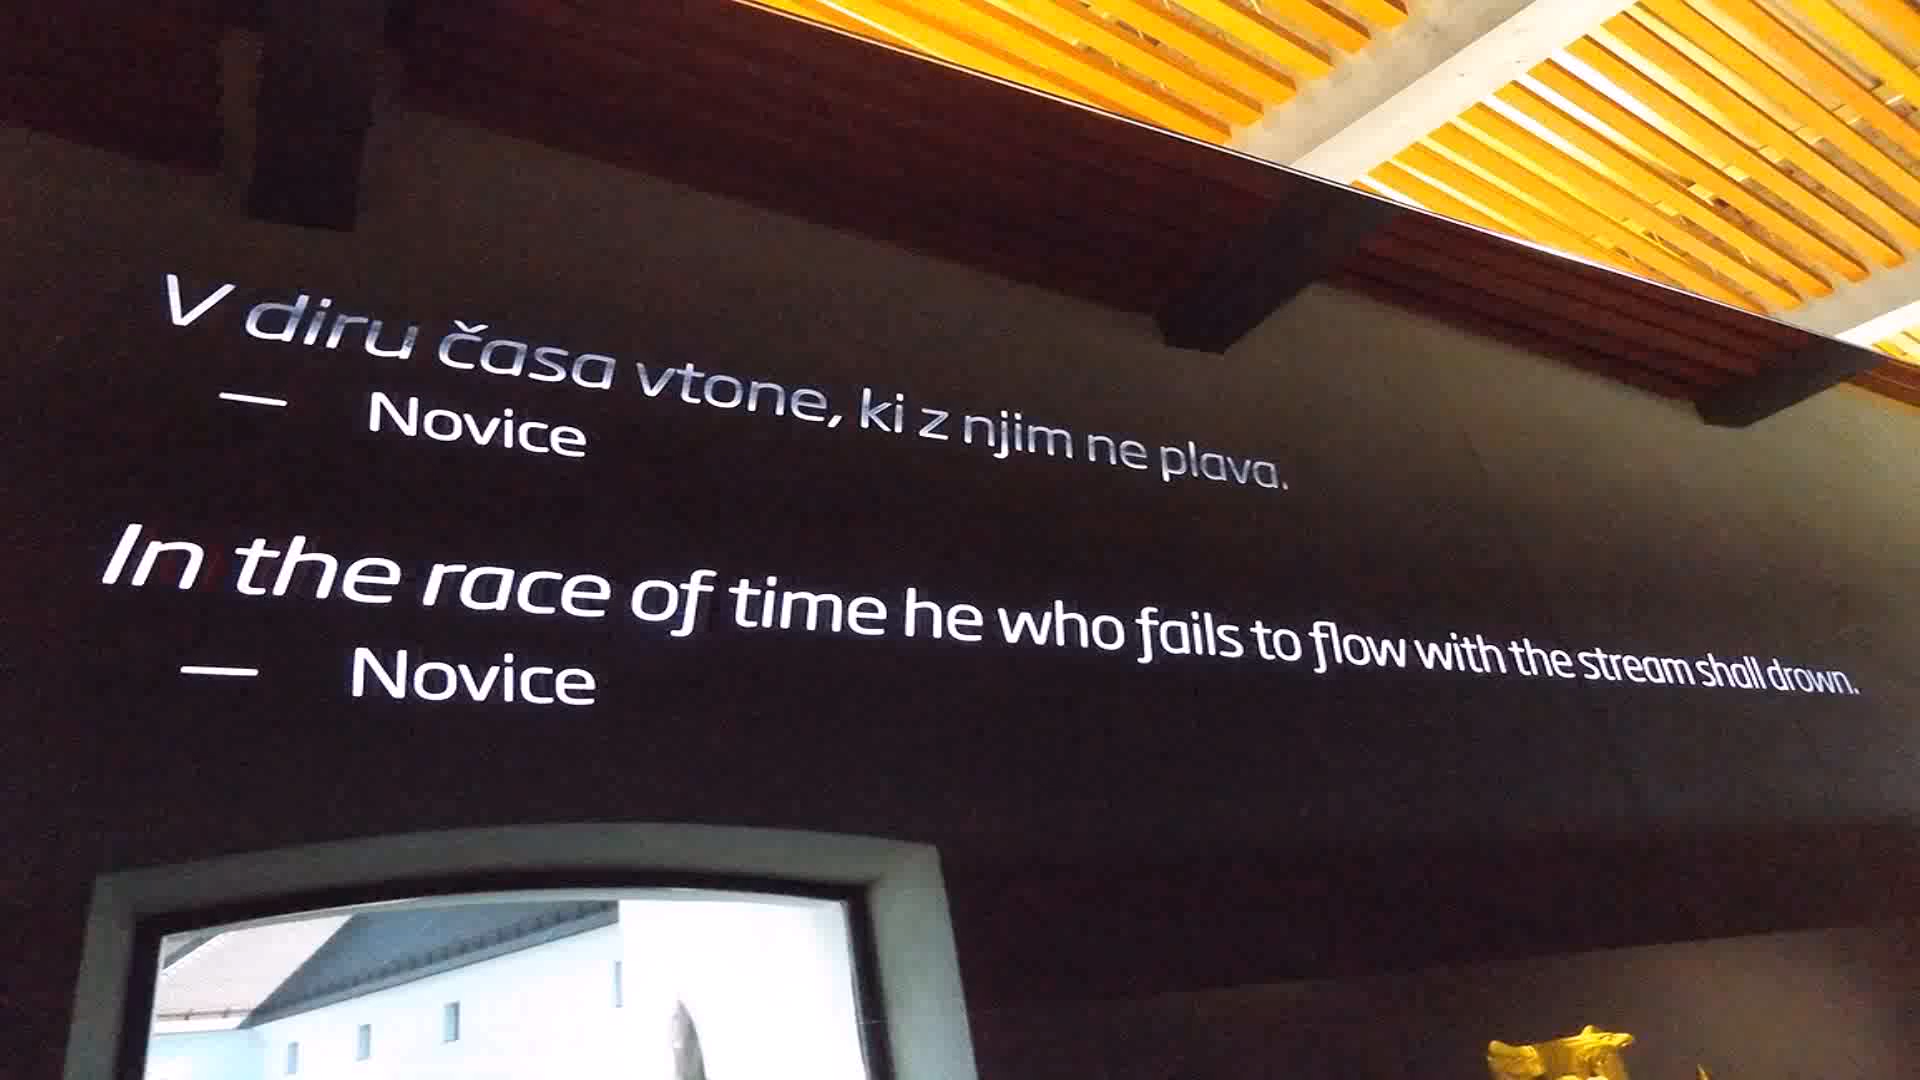 V diru časa vtone, ki z njim ne plava.
— Novice
In the race of time he who fails to flow with the stream shall drown.
— Novice